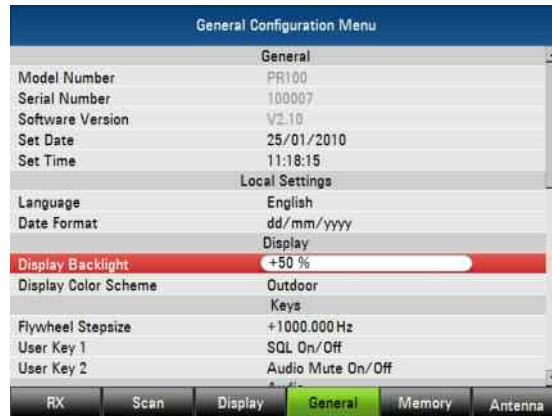 General Configuration Menu
General
Model Number PR100
Serial Number 100007
Software Version V2.10
Set Date 25/01/2010
Set Time 11:18:15
Local Settings
Language English
Date Format dd/mm/yyyy
Display
Display Backlight +50 %
Display Color Scheme Outdoor
Keys
Flywheel Stepsize +1000.000 Hz
User Key 1 SQL On/Off
User Key 2 Audio Mute On/Off
RX Scan Display General Memory Antenna